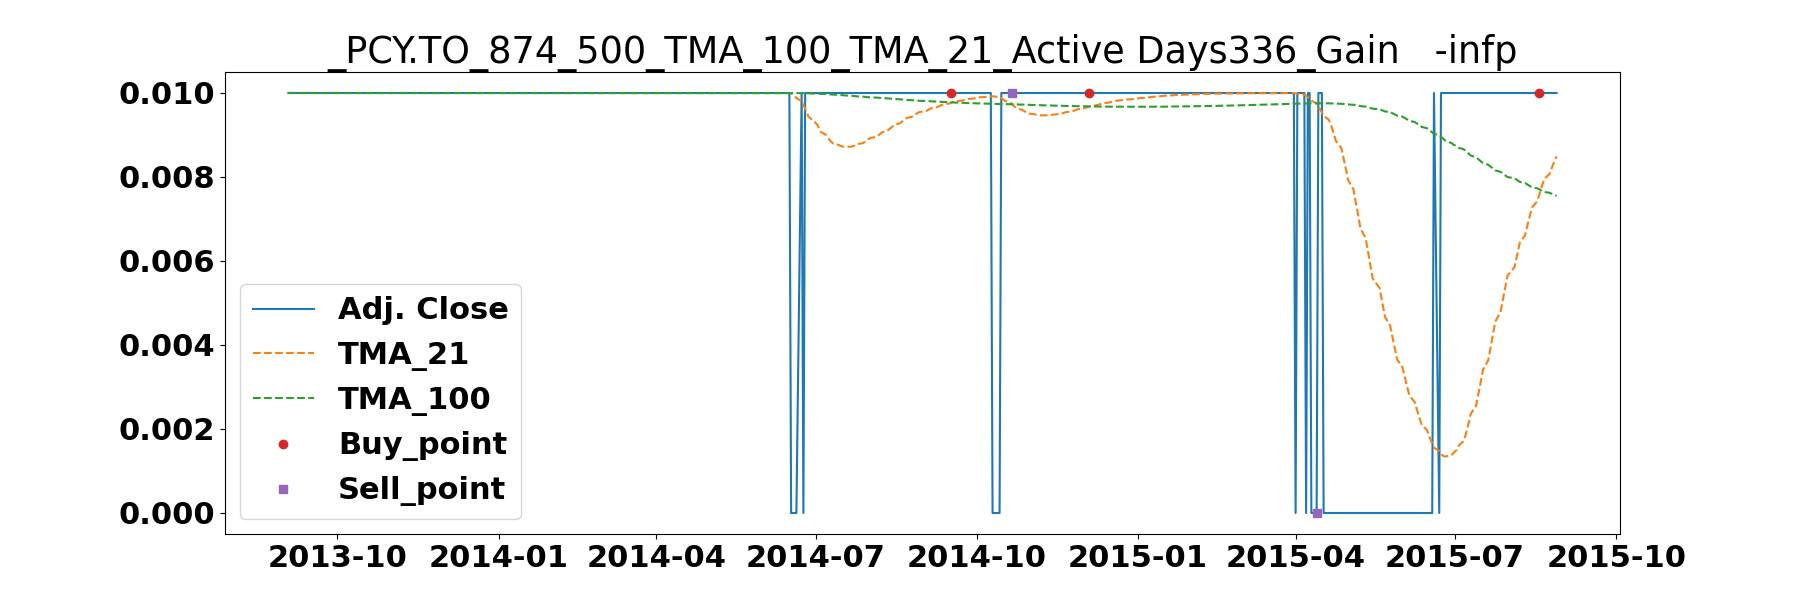 _PCY.TO_874_500_TMA_100_TMA_21_Active Days336_Gain   -infp
0.010
0.008
0.006
0.004
0.002
0.000
Adj. Close
TMA_21
TMA_100
Buy_point
Sell_point
2013-10 2014-01 2014-04 2014-07 2014-10 2015-01 2015-04 2015-07 2015-10